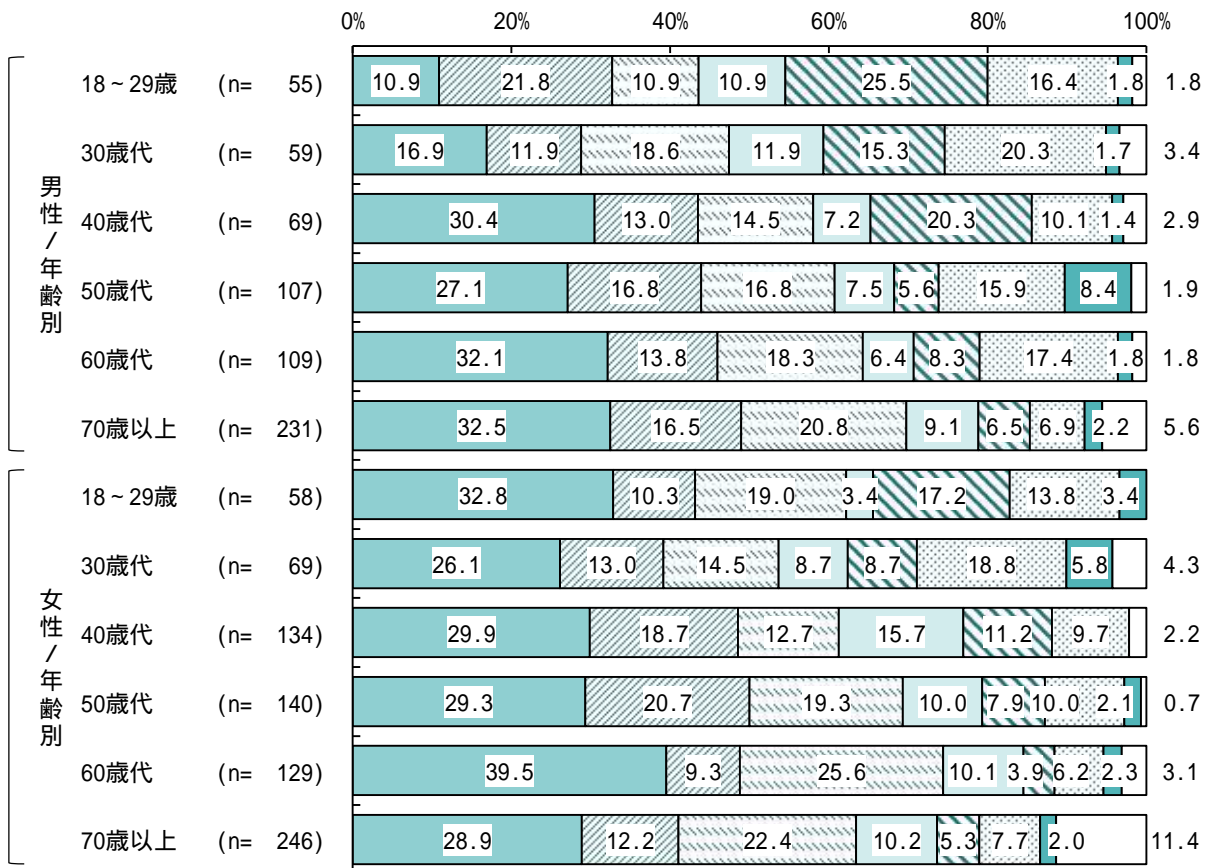 0% 20% 40% 60% 80% 100%
男性/年齢別
18~29歳 (n= 55) 10.9 21.8 10.9 10.9 25.5 16.4 1.8 1.8
30歳代 (n= 59) 16.9 11.9 18.6 11.9 15.3 20.3 1.7 3.4
40歳代 (n= 69) 30.4 13.0 14.5 7.2 20.3 10.1 1.4 2.9
50歳代 (n= 107) 27.1 16.8 16.8 7.5 5.6 15.9 8.4 1.9
60歳代 (n= 109) 32.1 13.8 18.3 6.4 8.3 17.4 1.8 1.8
70歳以上 (n= 231) 32.5 16.5 20.8 9.1 6.5 6.9 2.2 5.6
女性/年齢別
18~29歳 (n= 58) 32.8 10.3 19.0 3.4 17.2 13.8 3.4
30歳代 (n= 69) 26.1 13.0 14.5 8.7 8.7 18.8 5.8 4.3
40歳代 (n= 134) 29.9 18.7 12.7 15.7 11.2 9.7 2.2
50歳代 (n= 140) 29.3 20.7 19.3 10.0 7.9 10.0 2.1 0.7
60歳代 (n= 129) 39.5 9.3 25.6 10.1 3.9 6.2 2.3 3.1
70歳以上 (n= 246) 28.9 12.2 22.4 10.2 5.3 7.7 2.0 11.4